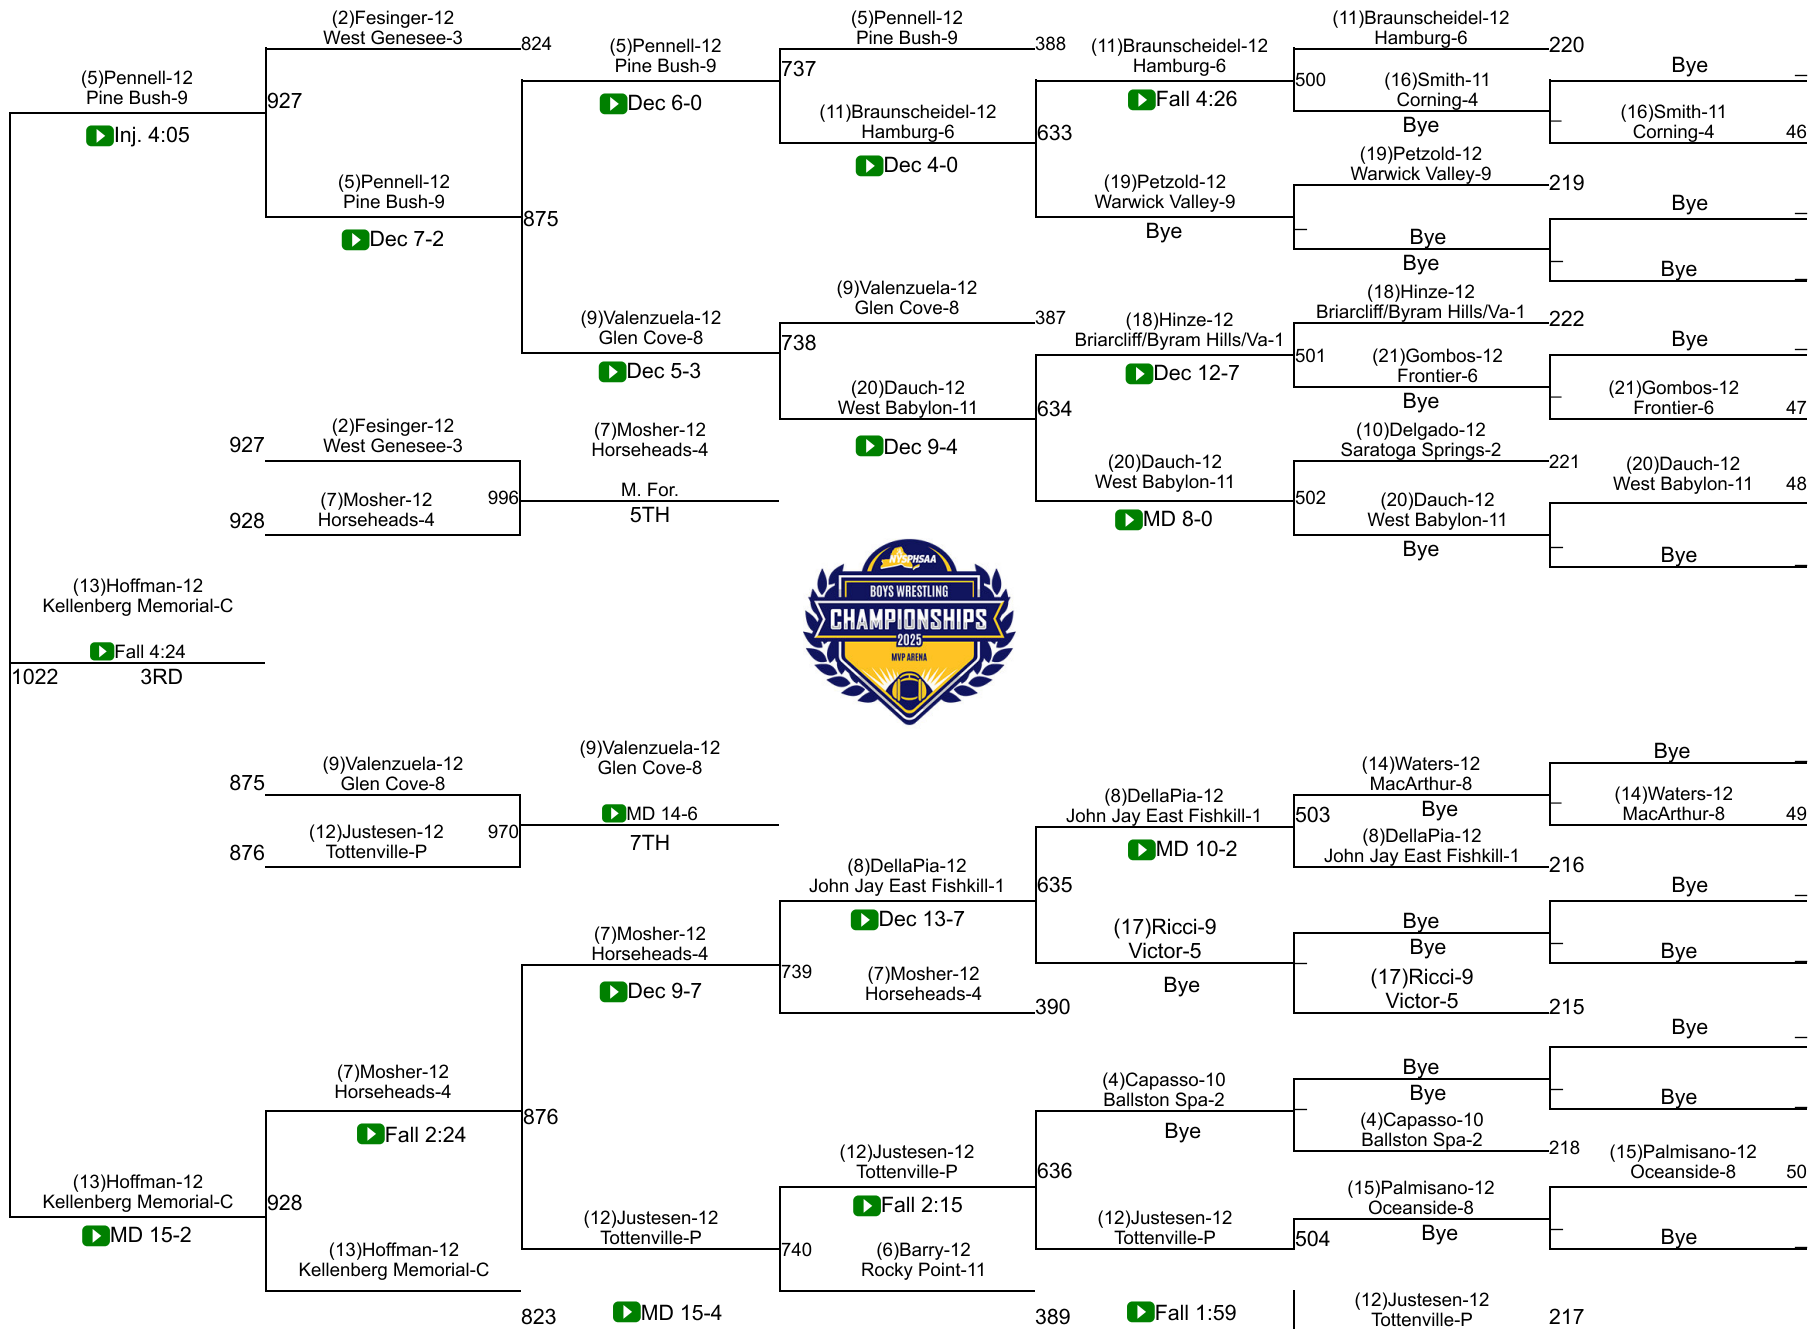 (2)Fesinger-12
West Genesee-3
824
(5)Pennell-12
Pine Bush-9
927
Inj. 4:05
(5)Pennell-12
Pine Bush-9
Dec 7-2
875
(5)Pennell-12
Pine Bush-9
Dec 6-0
737
(5)Pennell-12
Pine Bush-9
388
(11)Braunscheidel-12
Hamburg-6
Dec 4-0
633
(11)Braunscheidel-12
Hamburg-6
Fall 4:26
500
(11)Braunscheidel-12
Hamburg-6
220
(16)Smith-11
Corning-4
Bye
Bye
(16)Smith-11
Corning-4
46
(19)Petzold-12
Warwick Valley-9
Bye
(19)Petzold-12
Warwick Valley-9
219
Bye
Bye
Bye
Bye
(9)Valenzuela-12
Glen Cove-8
Dec 5-3
738
(9)Valenzuela-12
Glen Cove-8
387
(20)Dauch-12
West Babylon-11
Dec 9-4
634
(18)Hinze-12
Briarcliff/Byram Hills/Va-1
Dec 12-7
501
(18)Hinze-12
Briarcliff/Byram Hills/Va-1
222
(21)Gombos-12
Frontier-6
Bye
Bye
(21)Gombos-12
Frontier-6
47
(20)Dauch-12
West Babylon-11
MD 8-0
502
(10)Delgado-12
Saratoga Springs-2
221
(20)Dauch-12
West Babylon-11
Bye
(20)Dauch-12
West Babylon-11
48
Bye
927
(2)Fesinger-12
West Genesee-3
928
(7)Mosher-12
Horseheads-4
996
(7)Mosher-12
Horseheads-4
M. For.
5TH
NYSPHSAA
BOYS WRESTLING
CHAMPIONSHIPS
2025
MVP ARENA
(13)Hoffman-12
Kellenberg Memorial-C
Fall 4:24
1022
3RD
875
(9)Valenzuela-12
Glen Cove-8
876
(12)Justesen-12
Tottenville-P
970
(9)Valenzuela-12
Glen Cove-8
MD 14-6
7TH
(8)DellaPia-12
John Jay East Fishkill-1
Dec 13-7
635
(8)DellaPia-12
John Jay East Fishkill-1
MD 10-2
503
(14)Waters-12
MacArthur-8
Bye
Bye
(14)Waters-12
MacArthur-8
49
(8)DellaPia-12
John Jay East Fishkill-1
216
(17)Ricci-9
Victor-5
Bye
Bye
Bye
Bye
Bye
(17)Ricci-9
Victor-5
215
(7)Mosher-12
Horseheads-4
Dec 9-7
739
(7)Mosher-12
Horseheads-4
390
(7)Mosher-12
Horseheads-4
Fall 2:24
876
(4)Capasso-10
Ballston Spa-2
Bye
Bye
Bye
Bye
Bye
(4)Capasso-10
Ballston Spa-2
218
(12)Justesen-12
Tottenville-P
Fall 2:15
636
(15)Palmisano-12
Oceanside-8
50
(15)Palmisano-12
Oceanside-8
Bye
Bye
(13)Hoffman-12
Kellenberg Memorial-C
MD 15-2
928
(13)Hoffman-12
Kellenberg Memorial-C
823
(12)Justesen-12
Tottenville-P
MD 15-4
740
(6)Barry-12
Rocky Point-11
389
(12)Justesen-12
Tottenville-P
Fall 1:59
504
(12)Justesen-12
Tottenville-P
217